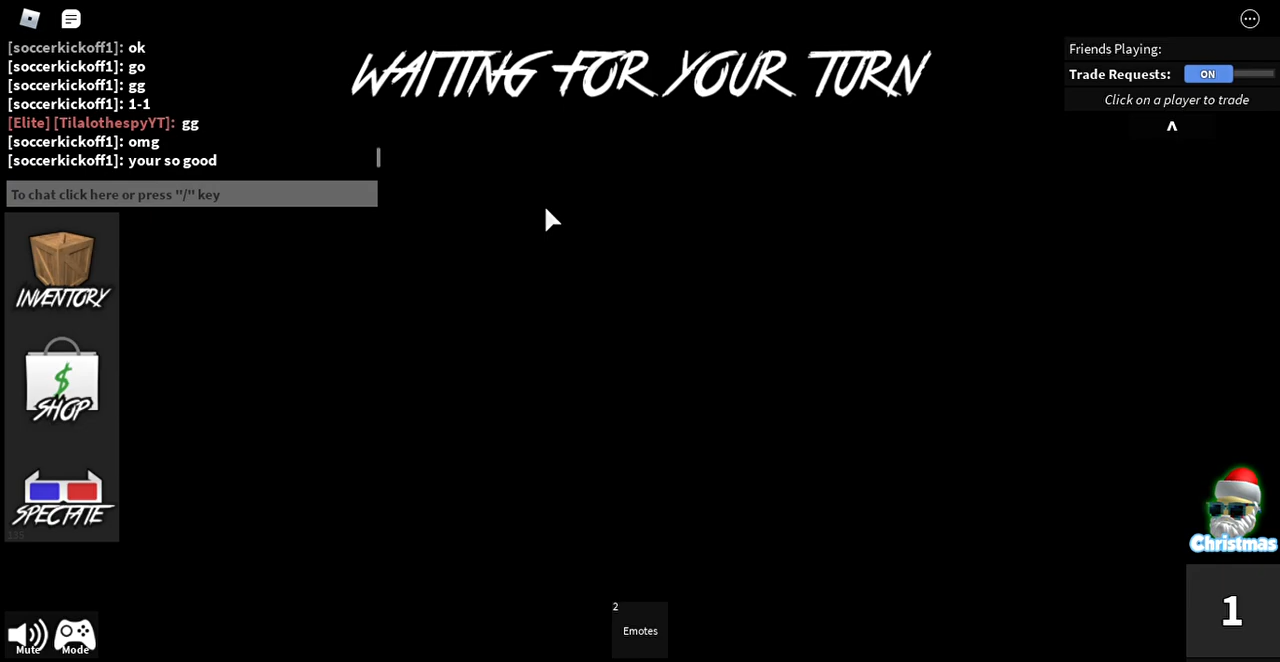 [soccerkickoff1]: ok
[soccerkickoff1]: go
[soccerkickoff1]: gg
[soccerkickoff1]: 1-1
[Elite] [TilalothespyYT]: gg
[soccerkickoff1]: omg
[soccerkickoff1]: your so good
To chat click here or press "/" key
WAITING FOR YOUR TURN
Friends Playing:
Trade Requests: ON
Click on a player to trade
^
INVENTORY
$
SHOP
SPECTATE
135
Christmas
1
2
Emotes
Mute
Mode